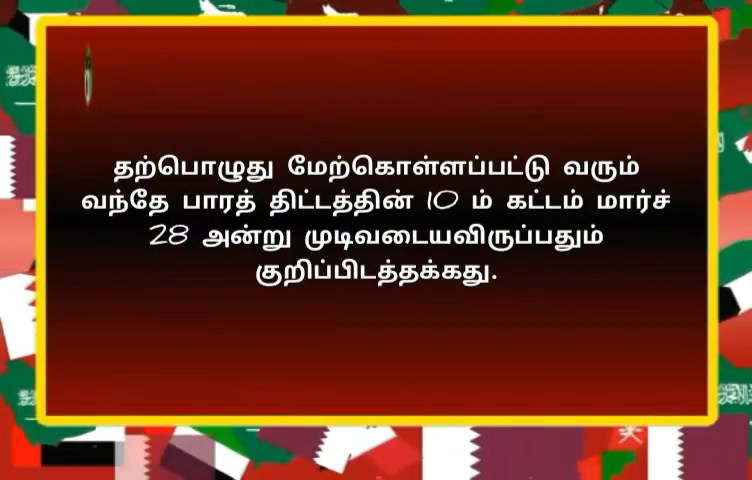 தற்பொழுது மேற்கொள்ளப்பட்டு வரும்
வந்தே பாரத் திட்டத்தின் 10 ம் கட்டம் மார்ச்
28 அன்று முடிவடையவிருப்பதும்
குறிப்பிடத்தக்கது.